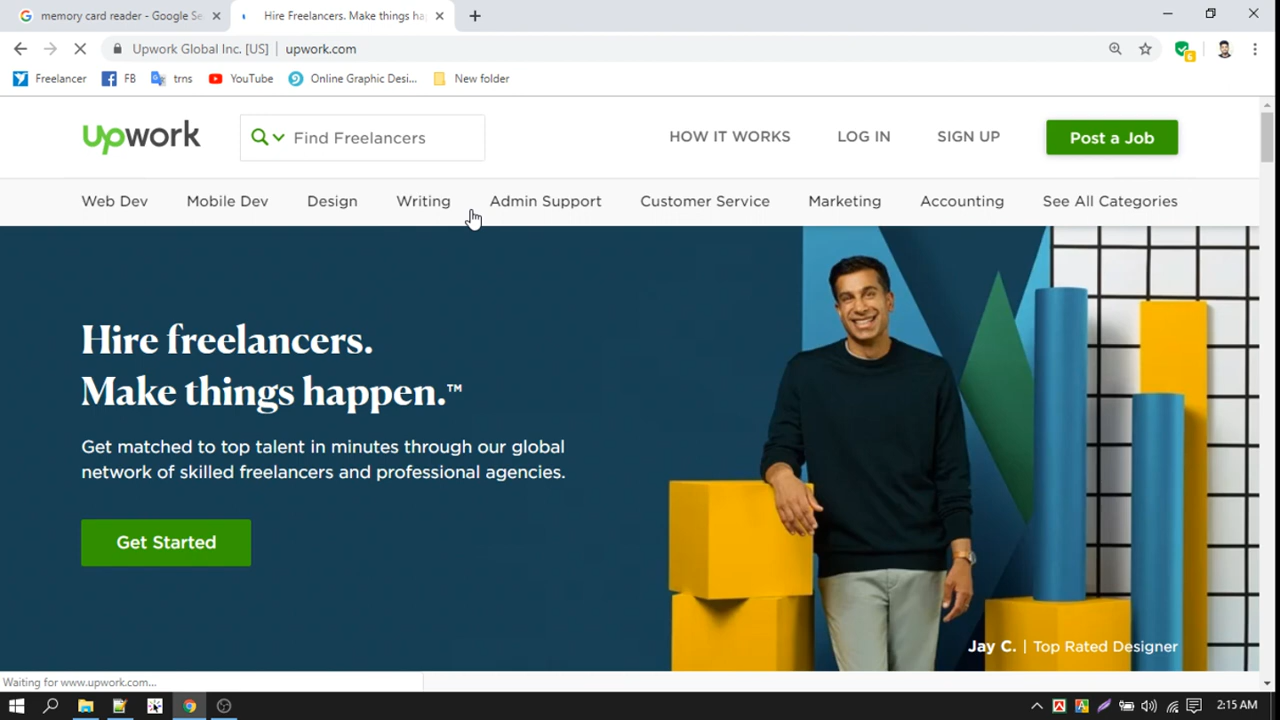 memory card reader - Google Se
Hire Freelancers. Make things ha
Upwork Global Inc. [US] | upwork.com
Freelancer
FB
trns
YouTube
Online Graphic Desi...
New folder
6
upwork
Find Freelancers
HOW IT WORKS
LOG IN
SIGN UP
Post a Job
Web Dev
Mobile Dev
Design
Writing
Admin Support
Customer Service
Marketing
Accounting
See All Categories
Hire freelancers.
Make things happen.™
Get matched to top talent in minutes through our global
network of skilled freelancers and professional agencies.
Get Started
Jay C. | Top Rated Designer
Waiting for www.upwork.com...
2:15 AM